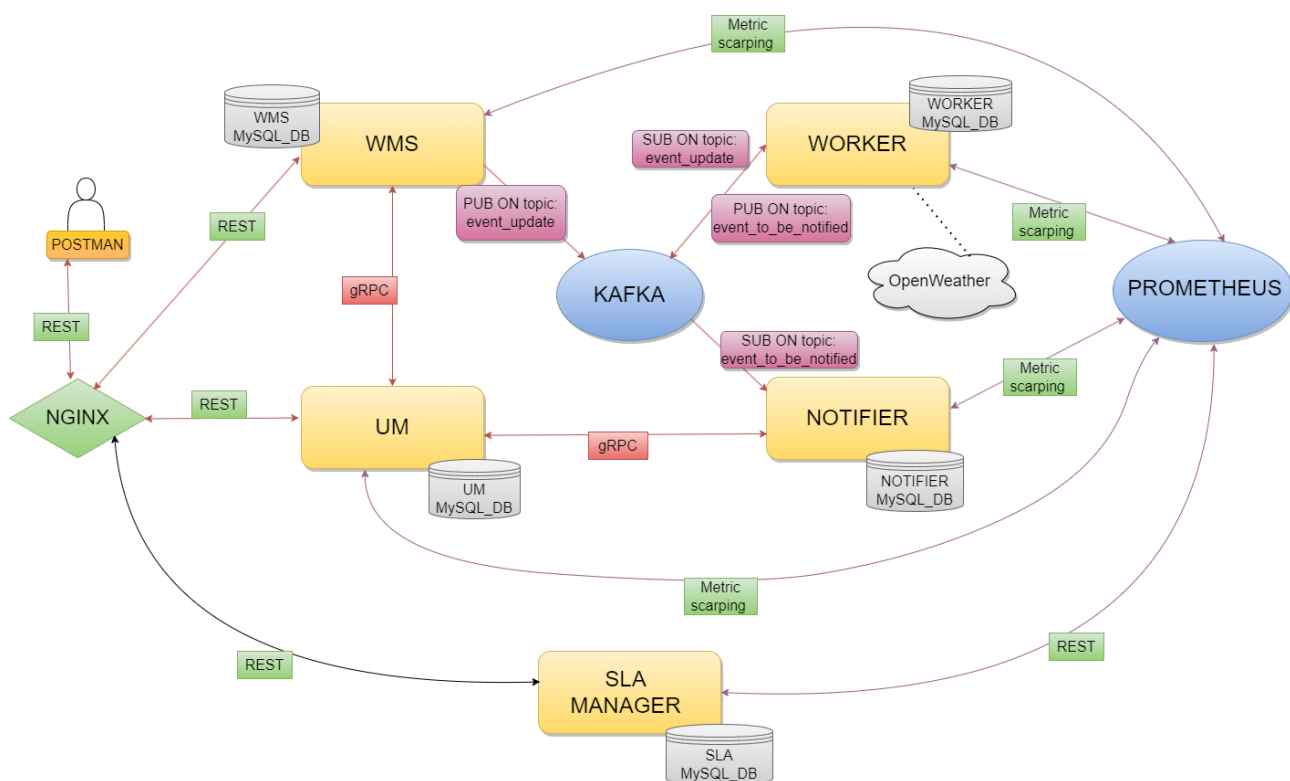 Metric
scarping
WMS
MySQL_DB
WMS
WORKER
MySQL_DB
WORKER
SUB ON topic:
event_update
PUB ON topic:
event_update
PUB ON topic:
event_to_be_notified
Metric
scarping
REST
POSTMAN
OpenWeather
gRPC
KAFKA
PROMETHEUS
REST
SUB ON topic:
event_to_be_notified
Metric
scarping
NGINX
REST
UM
gRPC
NOTIFIER
UM
MySQL_DB
NOTIFIER
MySQL_DB
Metric
scarping
REST
REST
SLA
MANAGER
SLA
MySQL_DB